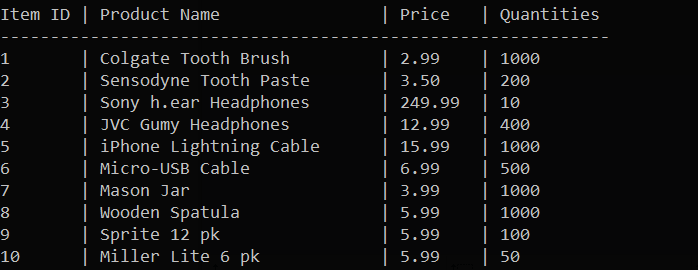 Item ID | Product Name | Price | Quantities
-------------------------------------------------------------
1 | Colgate Tooth Brush | 2.99 | 1000
2 | Sensodyne Tooth Paste | 3.50 | 200
3 | Sony h.ear Headphones | 249.99 | 10
4 | JVC Gumy Headphones | 12.99 | 400
5 | iPhone Lightning Cable | 15.99 | 1000
6 | Micro-USB Cable | 6.99 | 500
7 | Mason Jar | 3.99 | 1000
8 | Wooden Spatula | 5.99 | 1000
9 | Sprite 12 pk | 5.99 | 100
10 | Miller Lite 6 pk | 5.99 | 50